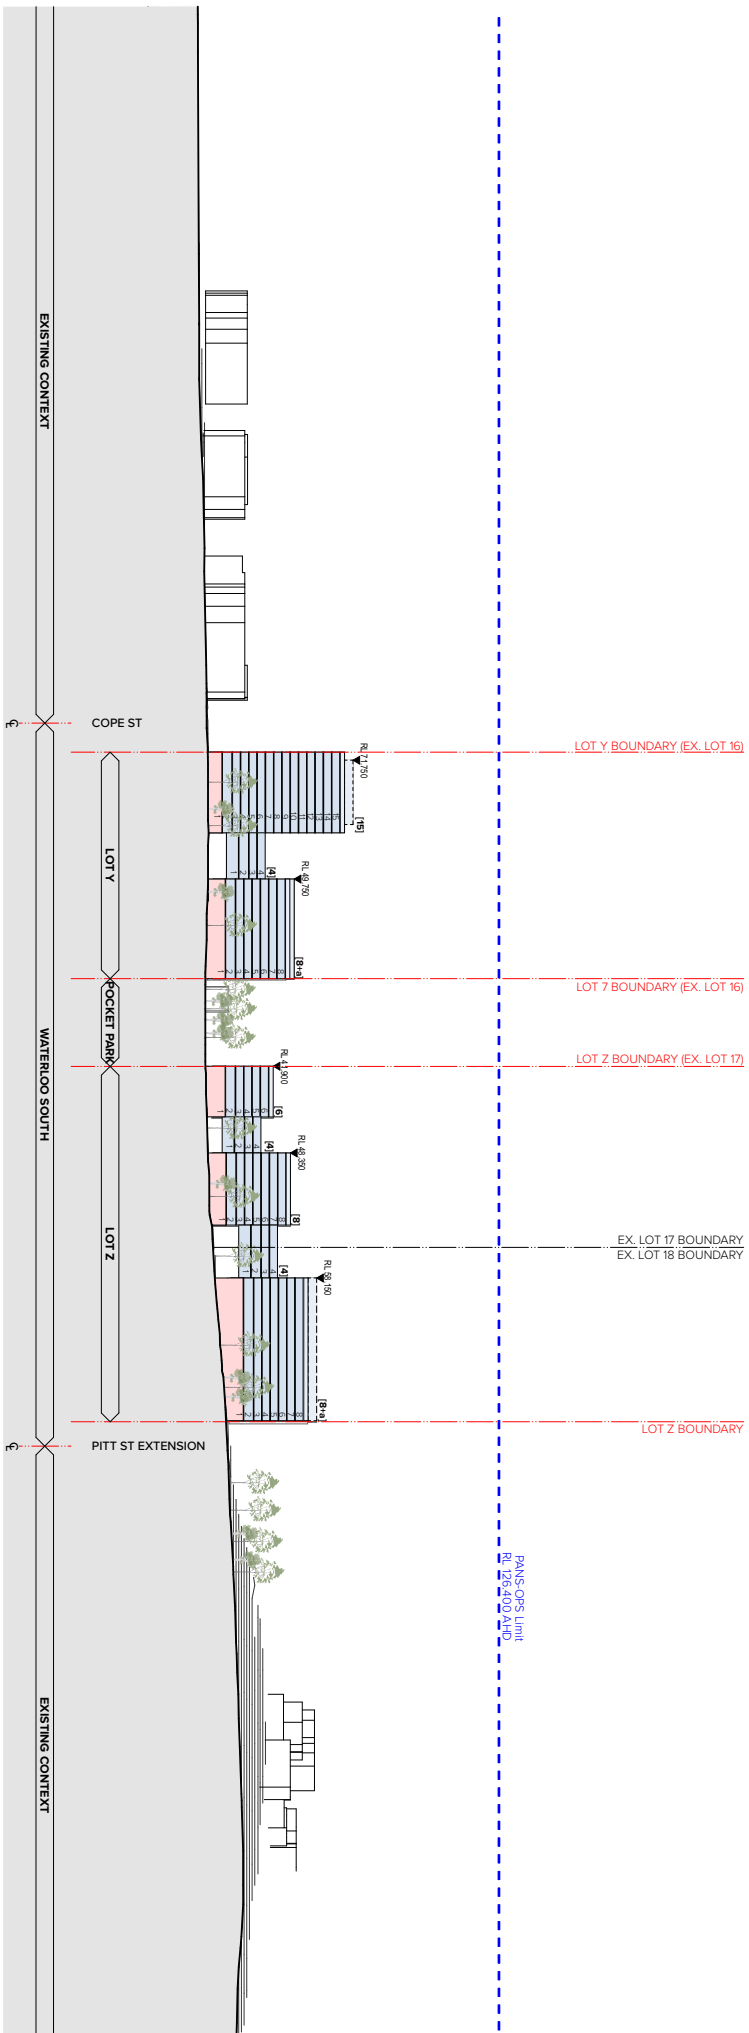 EXISTING CONTEXT
WATERLOO SOUTH
EXISTING CONTEXT
COPE ST
PITT ST EXTENSION
LOT Y
POCKET PARK
LOT Z
LOT Y BOUNDARY (EX. LOT 16)
LOT 7 BOUNDARY (EX. LOT 16)
LOT Z BOUNDARY (EX. LOT 17)
EX. LOT 17 BOUNDARY
EX. LOT 18 BOUNDARY
LOT Z BOUNDARY
PANS-OPS Limit
RL 126.400 AHD
RL 71.750
[15]
[4]
RL 49.750
[8+a]
RL 41.900
[6]
[4]
RL 48.350
[8]
[4]
RL 58.150
[8+a]